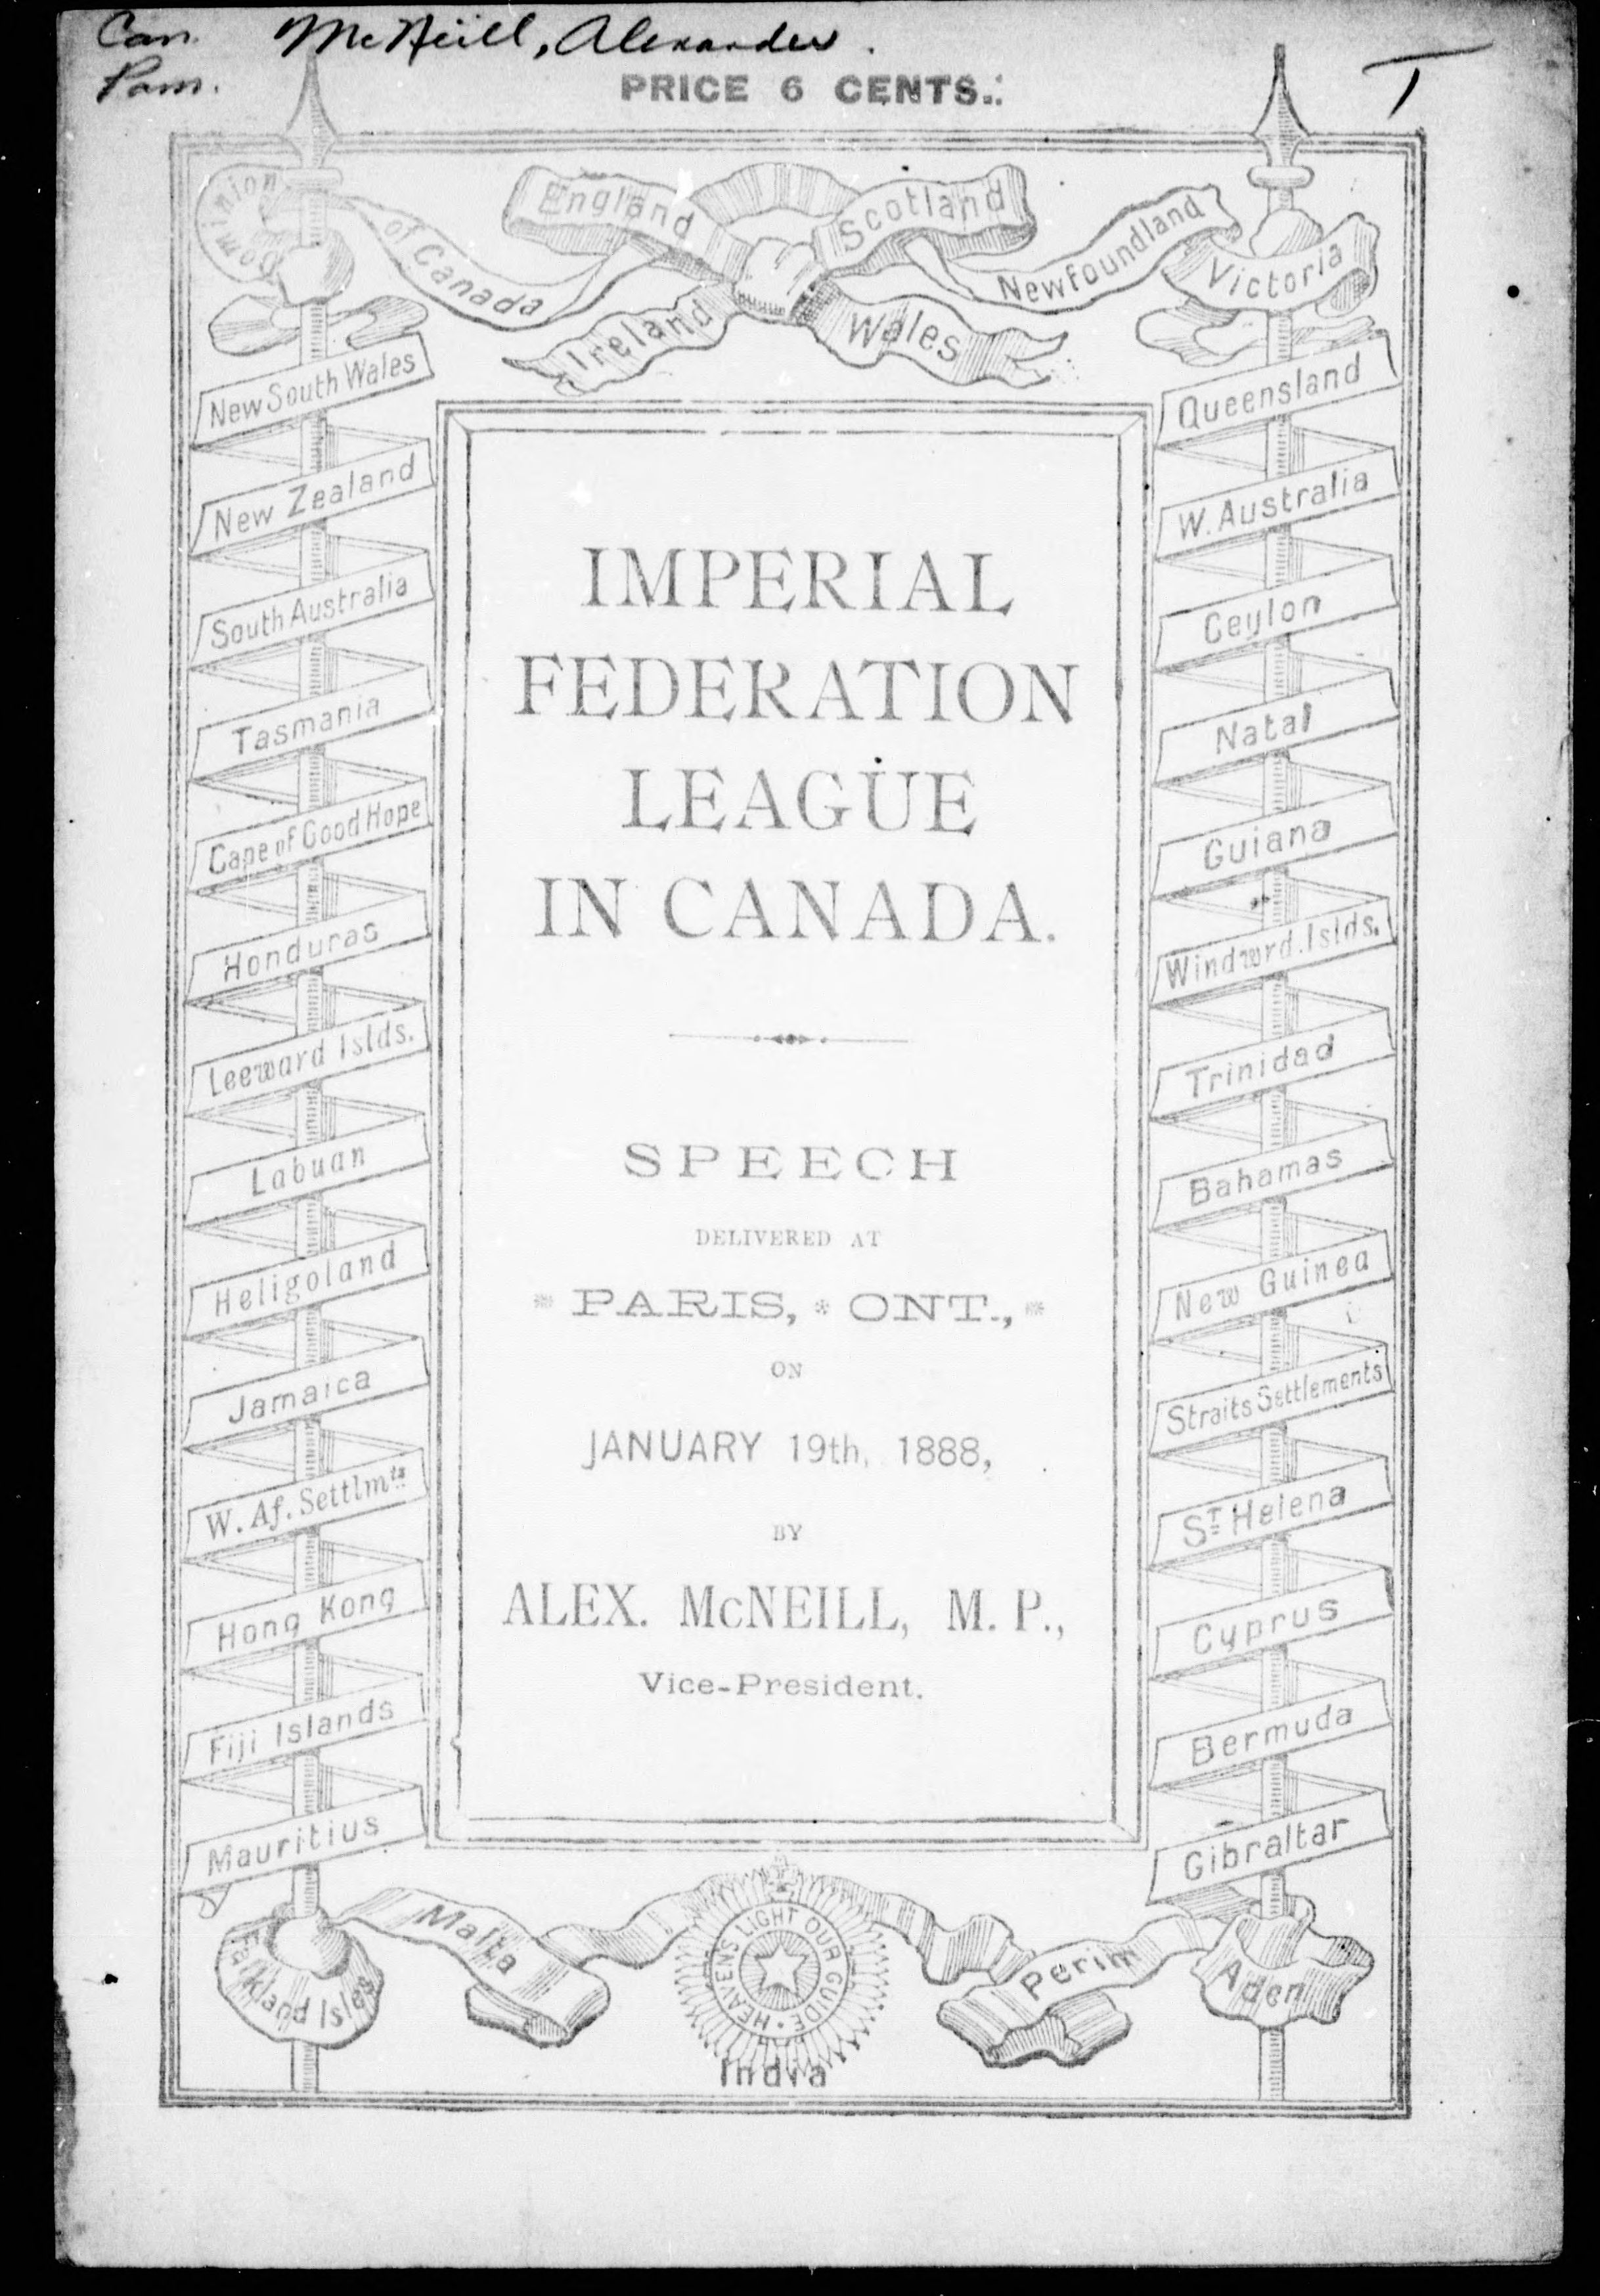 Can. McNeill, Alexander.
Pam.
T
PRICE 6 CENTS.
Dominion of Canada
England
Scotland
Ireland
Wales
Newfoundland
Victoria
New South Wales
New Zealand
South Australia
Tasmania
Cape of Good Hope
Honduras
Leeward Islds.
Labuan
Heligoland
Jamaica
W. Af. Settlmts
Hong Kong
Fiji Islands
Mauritius
Falkland Isles
IMPERIAL
FEDERATION
LEAGUE
IN CANADA.
SPEECH
DELIVERED AT
* PARIS, * ONT., *
ON
JANUARY 19th, 1888,
BY
ALEX. McNEILL, M. P.,
Vice-President.
Queensland
W. Australia
Ceylon
Natal
Guiana
Windwrd. Islds.
Trinidad
Bahamas
New Guinea
Straits Settlements
ST Helena
Cyprus
Bermuda
Gibraltar
Malta
HEAVENS LIGHT OUR GUIDE
India
Perim
Aden